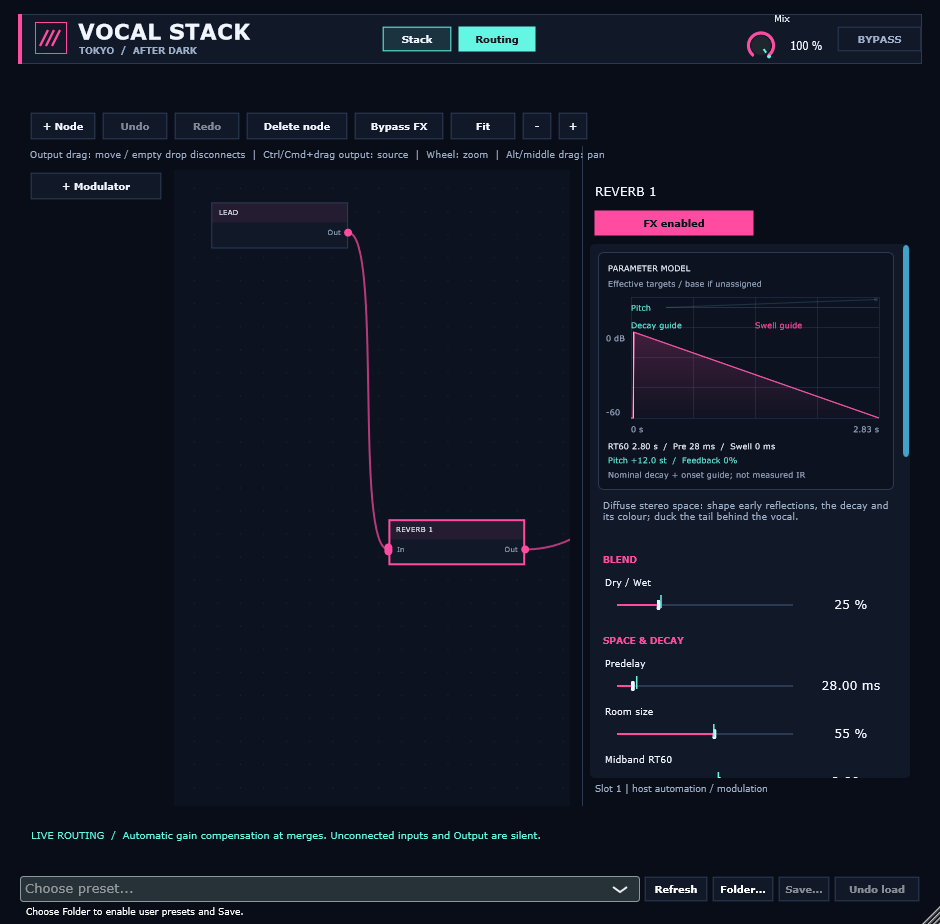 VOCAL STACK
TOKYO / AFTER DARK
Stack
Routing
Mix
100 %
BYPASS
+ Node
Undo
Redo
Delete node
Bypass FX
Fit
-
+
Output drag: move / empty drop disconnects | Ctrl/Cmd+drag output: source | Wheel: zoom | Alt/middle drag: pan
+ Modulator
LEAD
Out
REVERB 1
In
Out
REVERB 1
FX enabled
PARAMETER MODEL
Effective targets / base if unassigned
Pitch
Decay guide
Swell guide
0 dB
-60
0 s
2.83 s
RT60 2.80 s / Pre 28 ms / Swell 0 ms
Pitch +12.0 st / Feedback 0%
Nominal decay + onset guide; not measured IR
Diffuse stereo space: shape early reflections, the decay and
its colour; duck the tail behind the vocal.
BLEND
Dry / Wet
25 %
SPACE & DECAY
Predelay
28.00 ms
Room size
55 %
Midband RT60
Slot 1 | host automation / modulation
LIVE ROUTING / Automatic gain compensation at merges. Unconnected inputs and Output are silent.
Choose preset...
Refresh
Folder...
Save...
Undo load
Choose Folder to enable user presets and Save.